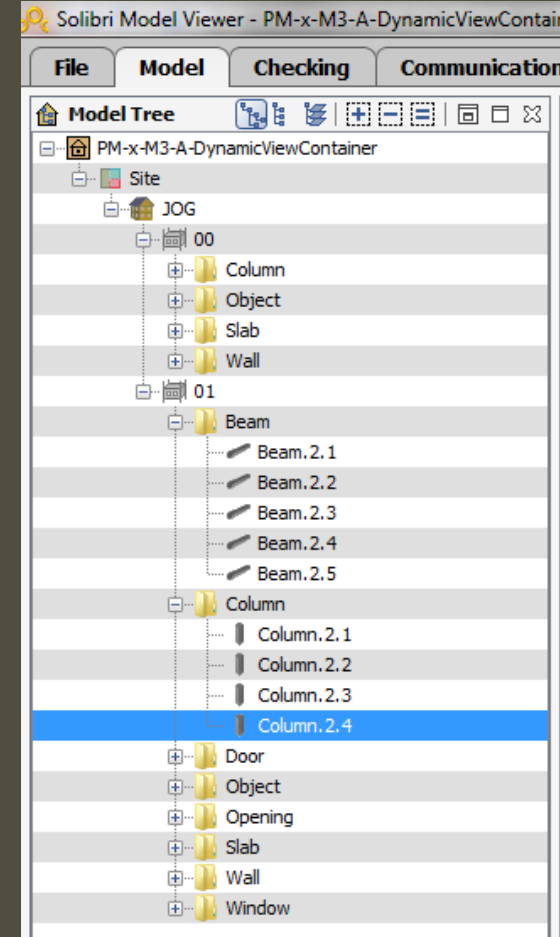 Solibri Model Viewer - PM-x-M3-A-DynamicViewContai
File Model Checking Communication
Model Tree
PM-x-M3-A-DynamicViewContainer
Site
JOG
00
Column
Object
Slab
Wall
01
Beam
Beam.2.1
Beam.2.2
Beam.2.3
Beam.2.4
Beam.2.5
Column
Column.2.1
Column.2.2
Column.2.3
Column.2.4
Door
Object
Opening
Slab
Wall
Window